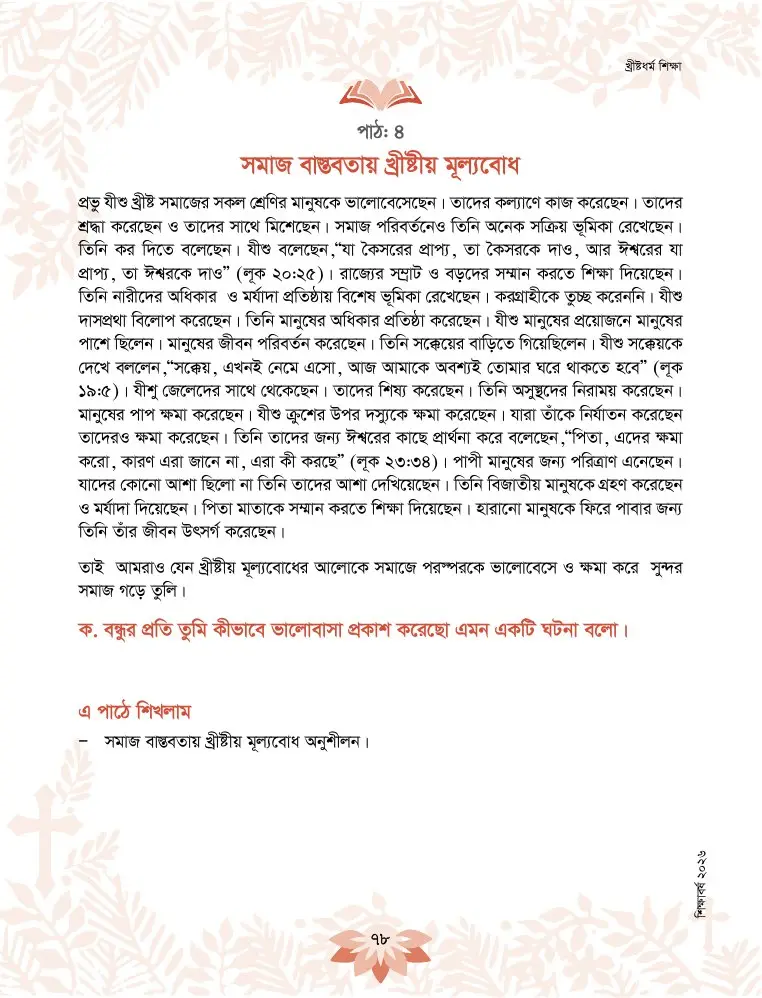 খ্রীষ্টধর্ম শিক্ষা
পাঠ: ৪
সমাজ বাস্তবতায় খ্রীষ্টীয় মূল্যবোধ
প্রভু যীশু খ্রীষ্ট সমাজের সকল শ্রেণির মানুষকে ভালোবেসেছেন। তাদের কল্যাণে কাজ করেছেন। তাদের
শ্রদ্ধা করেছেন ও তাদের সাথে মিশেছেন। সমাজ পরিবর্তনেও তিনি অনেক সক্রিয় ভূমিকা রেখেছেন।
তিনি কর দিতে বলেছেন। যীশু বলেছেন,“যা কৈসরের প্রাপ্য, তা কৈসরকে দাও, আর ঈশ্বরের যা
প্রাপ্য, তা ঈশ্বরকে দাও” (লূক ২০:২৫)। রাজ্যের সম্রাট ও বড়দের সম্মান করতে শিক্ষা দিয়েছেন।
তিনি নারীদের অধিকার ও মর্যাদা প্রতিষ্ঠায় বিশেষ ভূমিকা রেখেছেন। করগ্রাহীকে তুচ্ছ করেননি। যীশু
দাসপ্রথা বিলোপ করেছেন। তিনি মানুষের অধিকার প্রতিষ্ঠা করেছেন। যীশু মানুষের প্রয়োজনে মানুষের
পাশে ছিলেন। মানুষের জীবন পরিবর্তন করেছেন। তিনি সক্কেয়ের বাড়িতে গিয়েছিলেন। যীশু সক্কেয়কে
দেখে বললেন,“সক্কেয়, এখনই নেমে এসো, আজ আমাকে অবশ্যই তোমার ঘরে থাকতে হবে” (লূক
১৯:৫)। যীশু জেলেদের সাথে থেকেছেন। তাদের শিষ্য করেছেন। তিনি অসুস্থদের নিরাময় করেছেন।
মানুষের পাপ ক্ষমা করেছেন। যীশু ক্রুশের উপর দস্যুকে ক্ষমা করেছেন। যারা তাঁকে নির্যাতন করেছেন
তাদেরও ক্ষমা করেছেন। তিনি তাদের জন্য ঈশ্বরের কাছে প্রার্থনা করে বলেছেন,“পিতা, এদের ক্ষমা
করো, কারণ এরা জানে না, এরা কী করছে” (লূক ২৩:৩৪)। পাপী মানুষের জন্য পরিত্রাণ এনেছেন।
যাদের কোনো আশা ছিলো না তিনি তাদের আশা দেখিয়েছেন। তিনি বিজাতীয় মানুষকে গ্রহণ করেছেন
ও মর্যাদা দিয়েছেন। পিতা মাতাকে সম্মান করতে শিক্ষা দিয়েছেন। হারানো মানুষকে ফিরে পাবার জন্য
তিনি তাঁর জীবন উৎসর্গ করেছেন।
তাই আমরাও যেন খ্রীষ্টীয় মূল্যবোধের আলোকে সমাজে পরস্পরকে ভালোবেসে ও ক্ষমা করে সুন্দর
সমাজ গড়ে তুলি।
ক. বন্ধুর প্রতি তুমি কীভাবে ভালোবাসা প্রকাশ করেছো এমন একটি ঘটনা বলো।
এ পাঠে শিখলাম
– সমাজ বাস্তবতায় খ্রীষ্টীয় মূল্যবোধ অনুশীলন।
শিক্ষাবর্ষ ২০২৬
৭৮